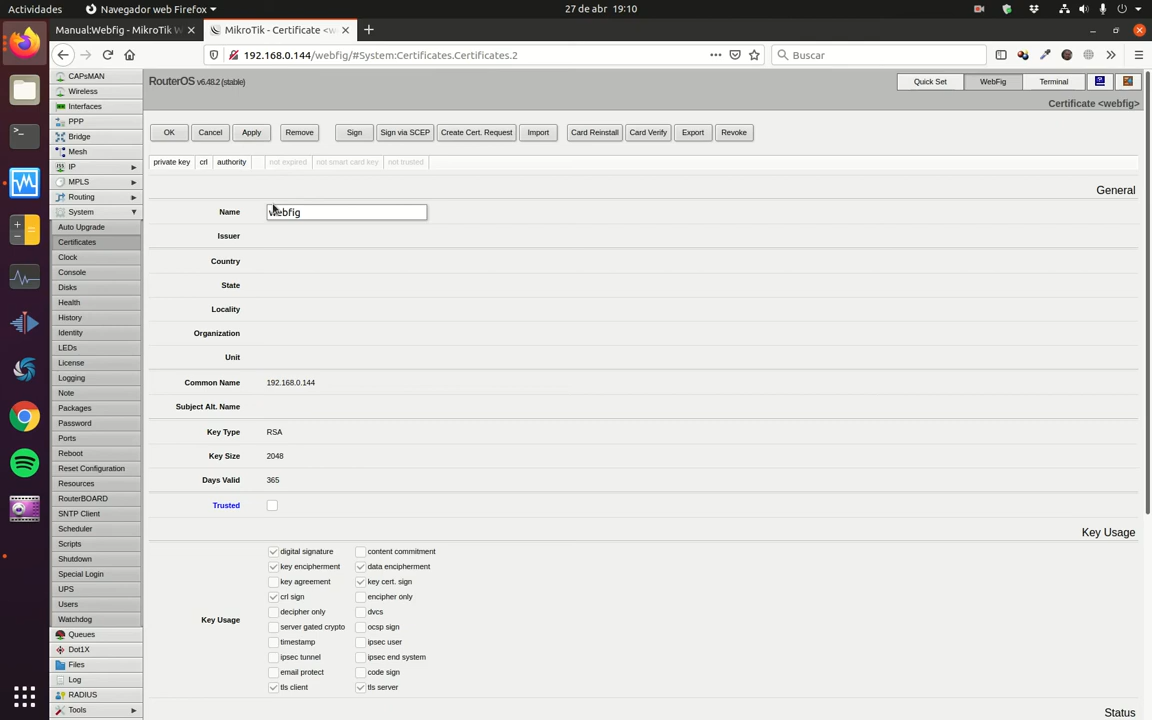 Actividades
Navegador web Firefox
27 de abr 19:10
Manual:Webfig - MikroTik W
MikroTik - Certificate <w
192.168.0.144/webfig/#System:Certificates.Certificates.2
Buscar
RouterOS v6.48.2 (stable)
Quick Set
WebFig
Terminal
Certificate <webfig>
OK
Cancel
Apply
Remove
Sign
Sign via SCEP
Create Cert. Request
Import
Card Reinstall
Card Verify
Export
Revoke
private key
crl
authority
not expired
not smart card key
not trusted
CAPsMAN
Wireless
Interfaces
PPP
Bridge
Mesh
IP
MPLS
Routing
System
Auto Upgrade
Certificates
Clock
Console
Disks
Health
History
Identity
LEDs
License
Logging
Note
Packages
Password
Ports
Reboot
Reset Configuration
Resources
RouterBOARD
SNTP Client
Scheduler
Scripts
Shutdown
Special Login
UPS
Users
Watchdog
Queues
Dot1X
Files
Log
RADIUS
Tools
General
Name webfig
Issuer
Country
State
Locality
Organization
Unit
Common Name 192.168.0.144
Subject Alt. Name
Key Type RSA
Key Size 2048
Days Valid 365
Trusted
Key Usage
Key Usage
digital signature content commitment
key encipherment data encipherment
key agreement key cert. sign
crl sign encipher only
decipher only dvcs
server gated crypto ocsp sign
timestamp ipsec user
ipsec tunnel ipsec end system
email protect code sign
tls client tls server
Status